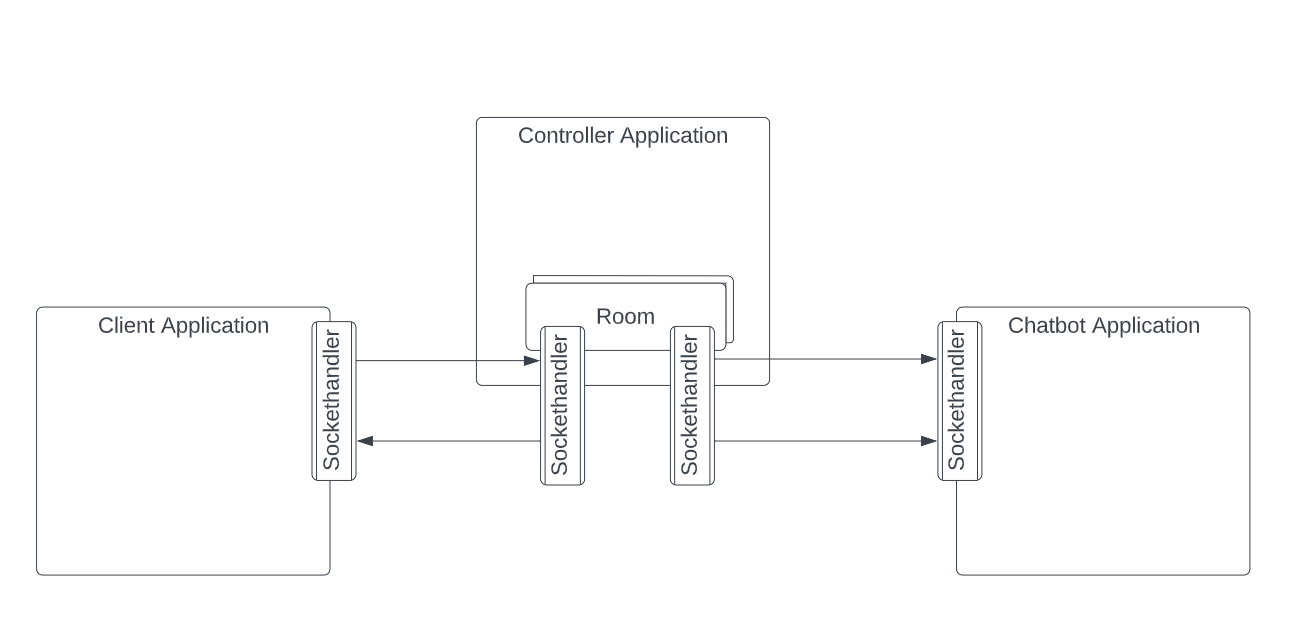 Controller Application
Room
Client Application
Sockethandler
Sockethandler
Sockethandler
Sockethandler
Chatbot Application